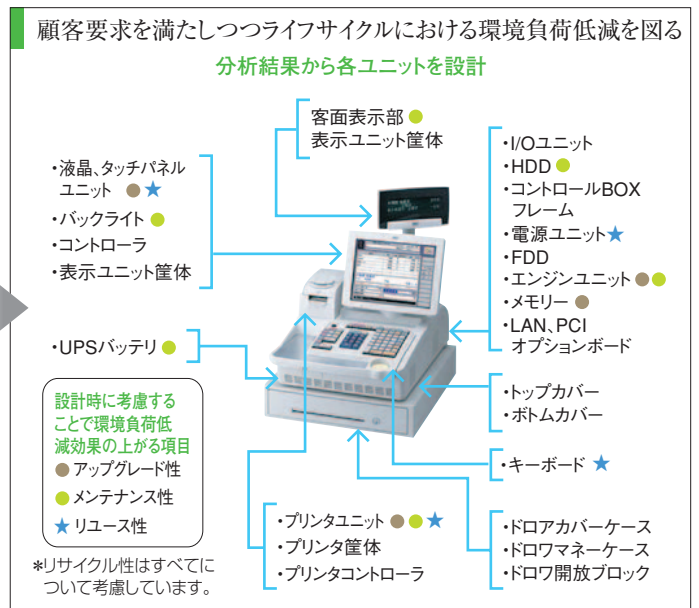 顧客要求を満たしつつライフサイクルにおける環境負荷低減を図る
分析結果から各ユニットを設計
客面表示部●
表示ユニット筐体
・液晶、タッチパネル
ユニット ●★
・バックライト●
・コントローラ
・表示ユニット筐体
・I/Oユニット
・HDD●
・コントロールBOX
フレーム
・電源ユニット★
・FDD
・エンジンユニット●●
・メモリー●
・LAN、PCI
オプションボード
・UPSバッテリ●
・トップカバー
・ボトムカバー
設計時に考慮する
ことで環境負荷低
減効果の上がる項目
●アップグレード性
●メンテナンス性
★リユース性
・キーボード ★
・プリンタユニット ●●★
・プリンタ筐体
・プリンタコントローラ
・ドロアカバーケース
・ドロワマネーケース
・ドロワ開放ブロック
*リサイクル性はすべてに
ついて考慮しています。